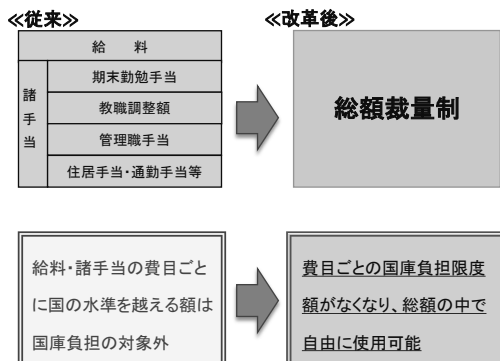 ≪従来≫
≪改革後≫
給　料
諸手当
期末勤勉手当
教職調整額
管理職手当
住居手当・通勤手当等
総額裁量制
給料・諸手当の費目ごと
に国の水準を越える額は
国庫負担の対象外
費目ごとの国庫負担限度
額がなくなり、総額の中で
自由に使用可能